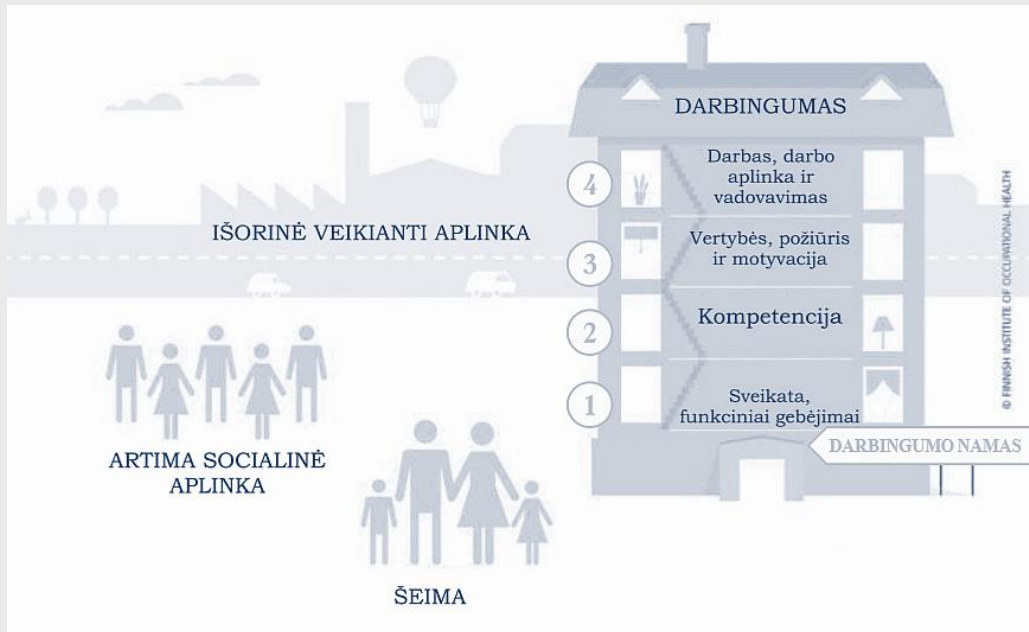 DARBINGUMAS
4
Darbas, darbo
aplinka ir
vadovavimas
IŠORINĖ VEIKIANTI APLINKA
3
Vertybės, požiūris
ir motyvacija
2
Kompetencija
1
Sveikata,
funkciniai gebėjimai
DARBINGUMO NAMAS
ARTIMA SOCIALINĖ
APLINKA
ŠEIMA
© FINNISH INSTITUTE OF OCCUPATIONAL HEALTH